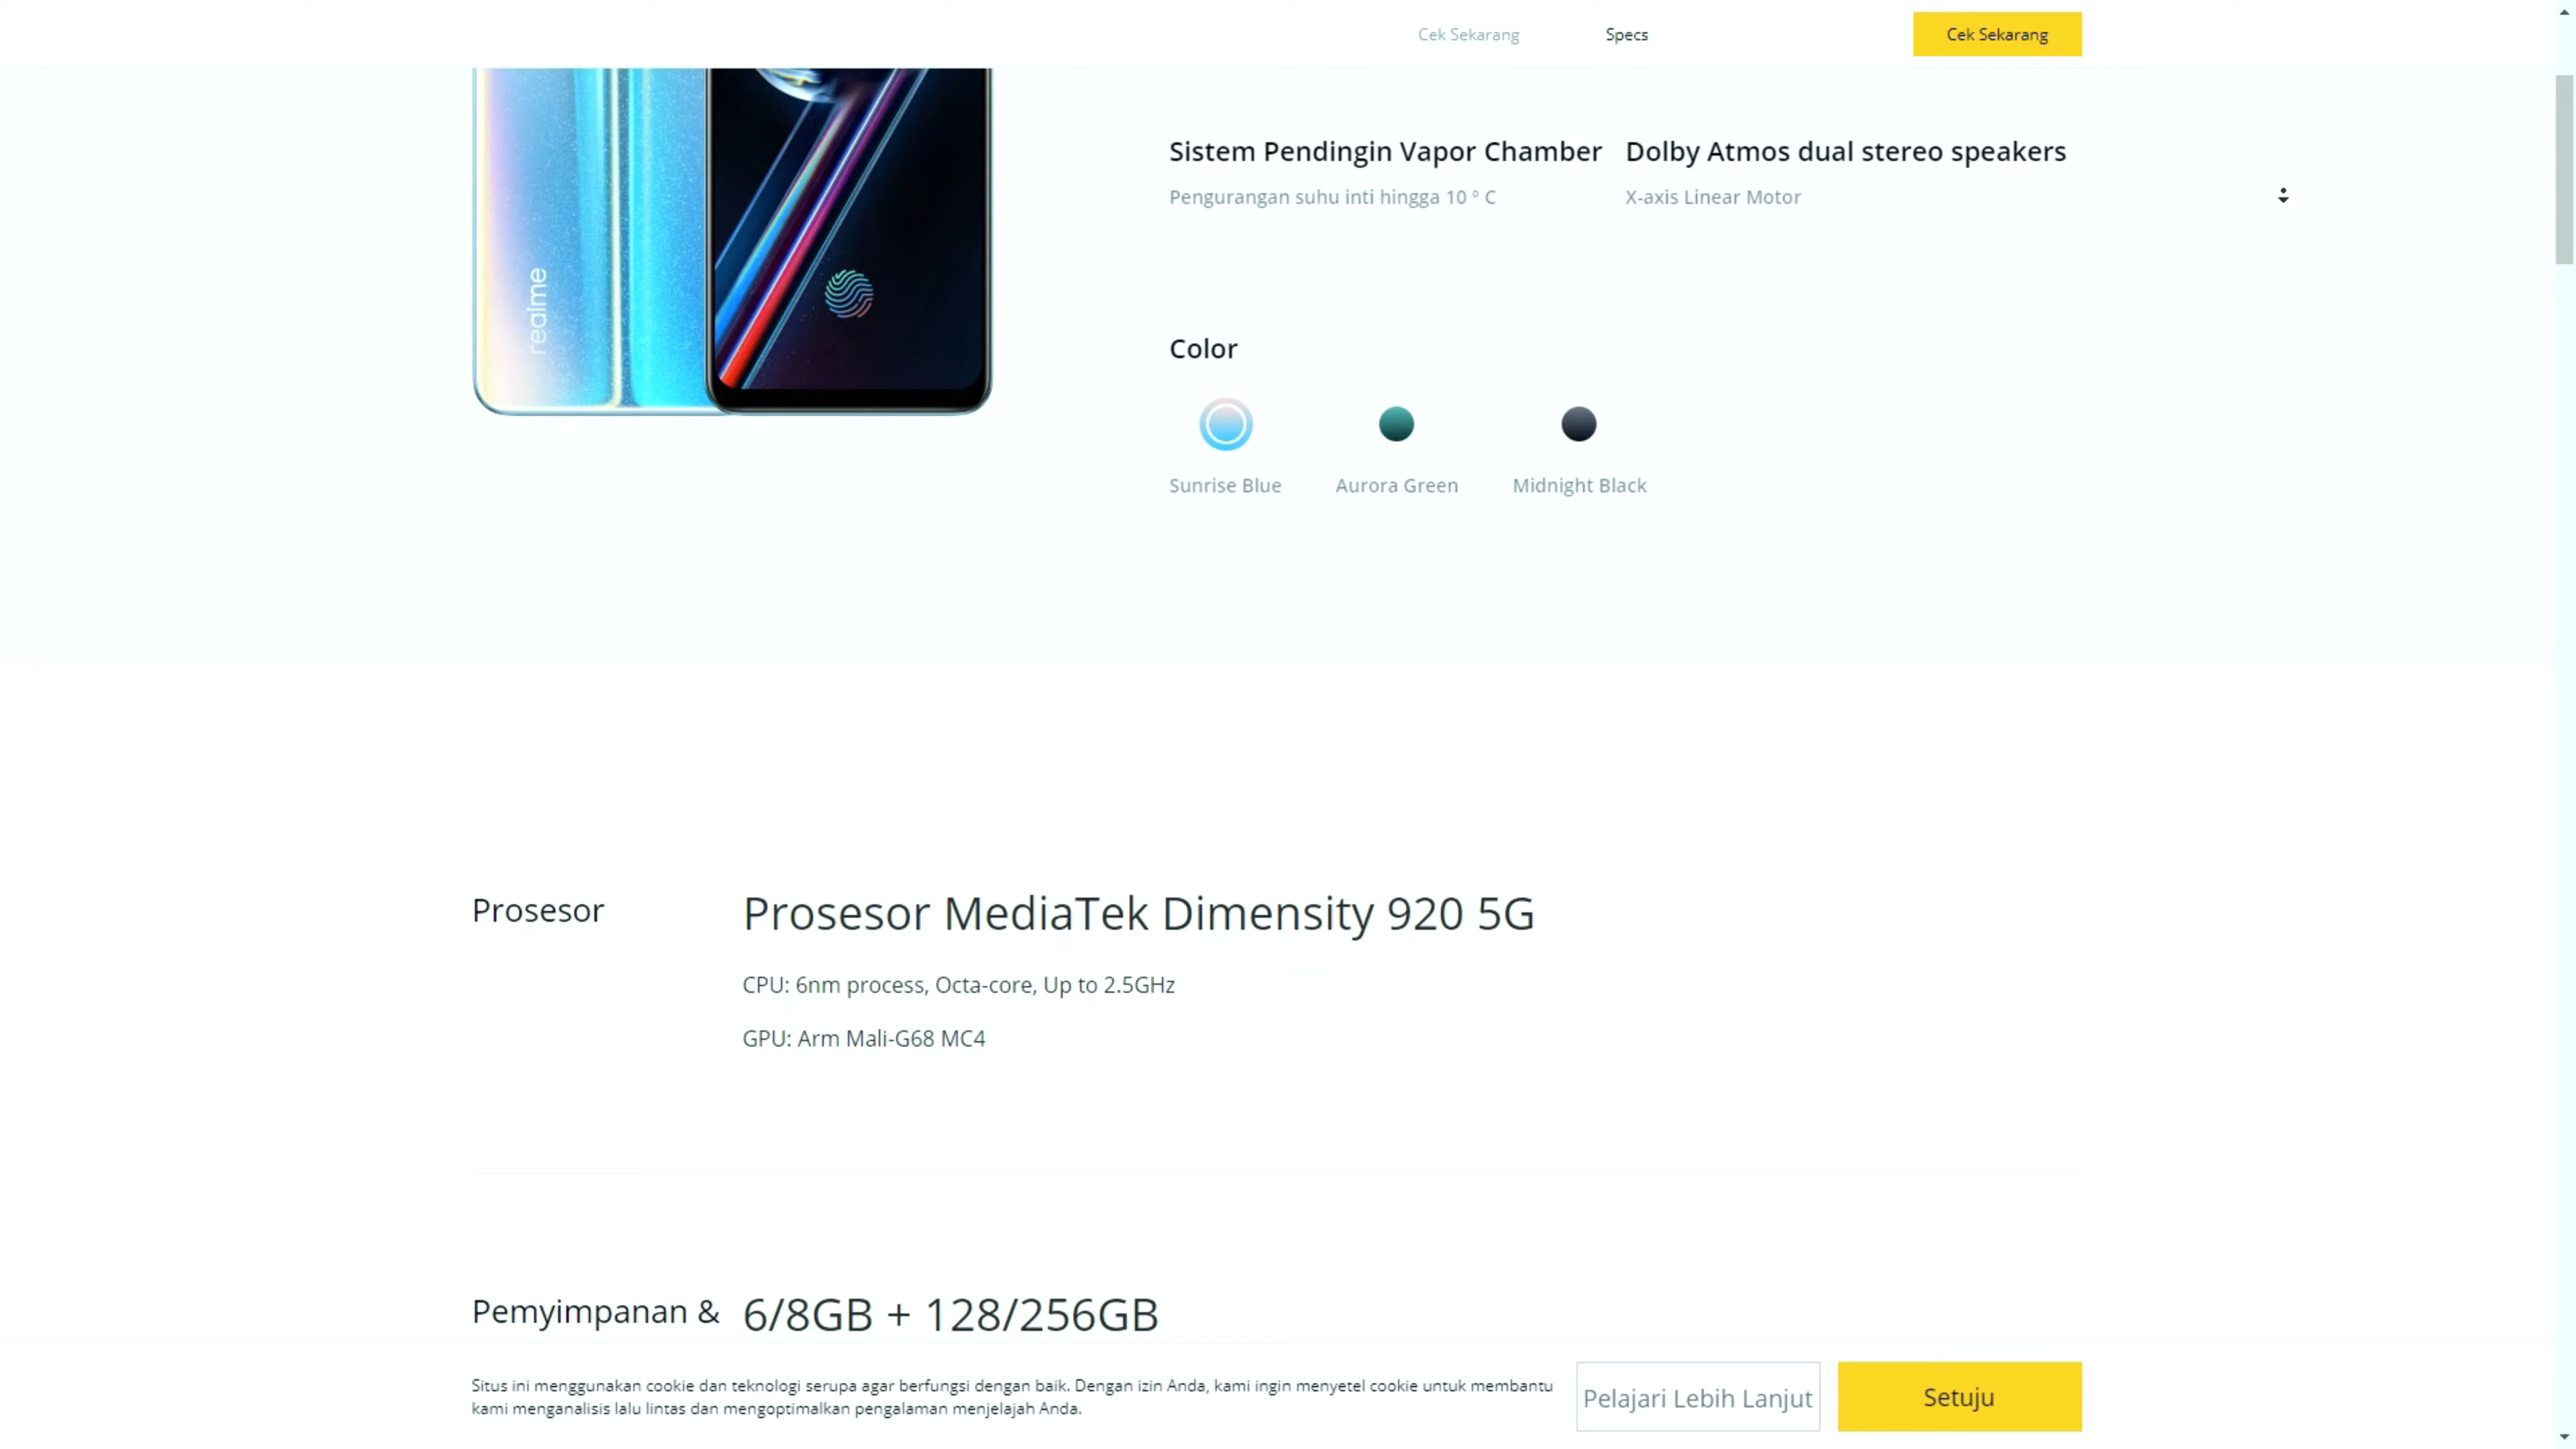 Cek Sekarang
Specs
Cek Sekarang
Sistem Pendingin Vapor Chamber
Pengurangan suhu inti hingga 10 ° C
Dolby Atmos dual stereo speakers
X-axis Linear Motor
realme
Color
Sunrise Blue
Aurora Green
Midnight Black
Prosesor
Prosesor MediaTek Dimensity 920 5G
CPU: 6nm process, Octa-core, Up to 2.5GHz
GPU: Arm Mali-G68 MC4
Pemyimpanan &
6/8GB + 128/256GB
Situs ini menggunakan cookie dan teknologi serupa agar berfungsi dengan baik. Dengan izin Anda, kami ingin menyetel cookie untuk membantu
kami menganalisis lalu lintas dan mengoptimalkan pengalaman menjelajah Anda.
Pelajari Lebih Lanjut
Setuju